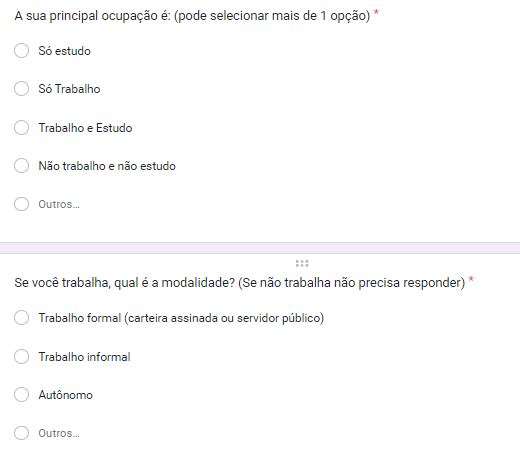 A sua principal ocupação é: (pode selecionar mais de 1 opção) *
Só estudo
Só Trabalho
Trabalho e Estudo
Não trabalho e não estudo
Outros...
Se você trabalha, qual é a modalidade? (Se não trabalha não precisa responder) *
Trabalho formal (carteira assinada ou servidor público)
Trabalho informal
Autônomo
Outros...